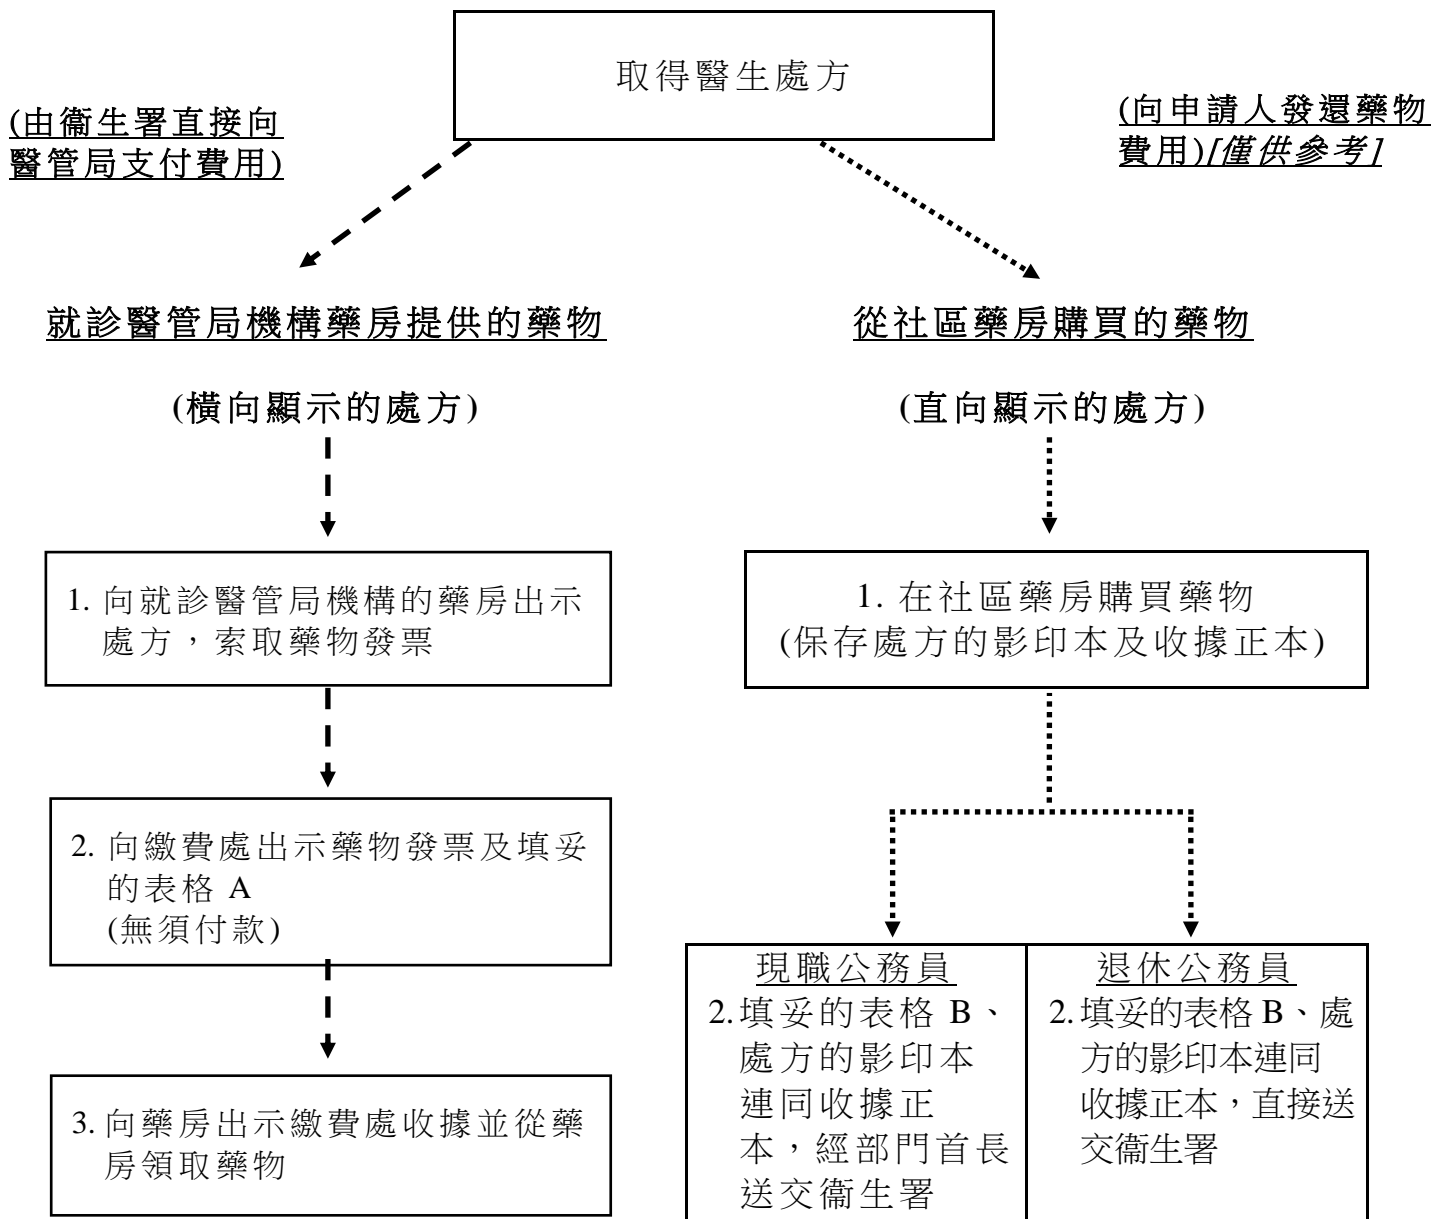 取得醫生處方
(由衞生署直接向
醫管局支付費用)
(向申請人發還藥物
費用)[僅供參考]
就診醫管局機構藥房提供的藥物
(橫向顯示的處方)
1. 向就診醫管局機構的藥房出示
處方，索取藥物發票
2. 向繳費處出示藥物發票及填妥
的表格 A
(無須付款)
3. 向藥房出示繳費處收據並從藥
房領取藥物
從社區藥房購買的藥物
(直向顯示的處方)
1. 在社區藥房購買藥物
(保存處方的影印本及收據正本)
現職公務員
2. 填妥的表格 B、
處方的影印本
連同收據正
本，經部門首長
送交衞生署
退休公務員
2. 填妥的表格 B、處
方的影印本連同
收據正本，直接送
交衞生署